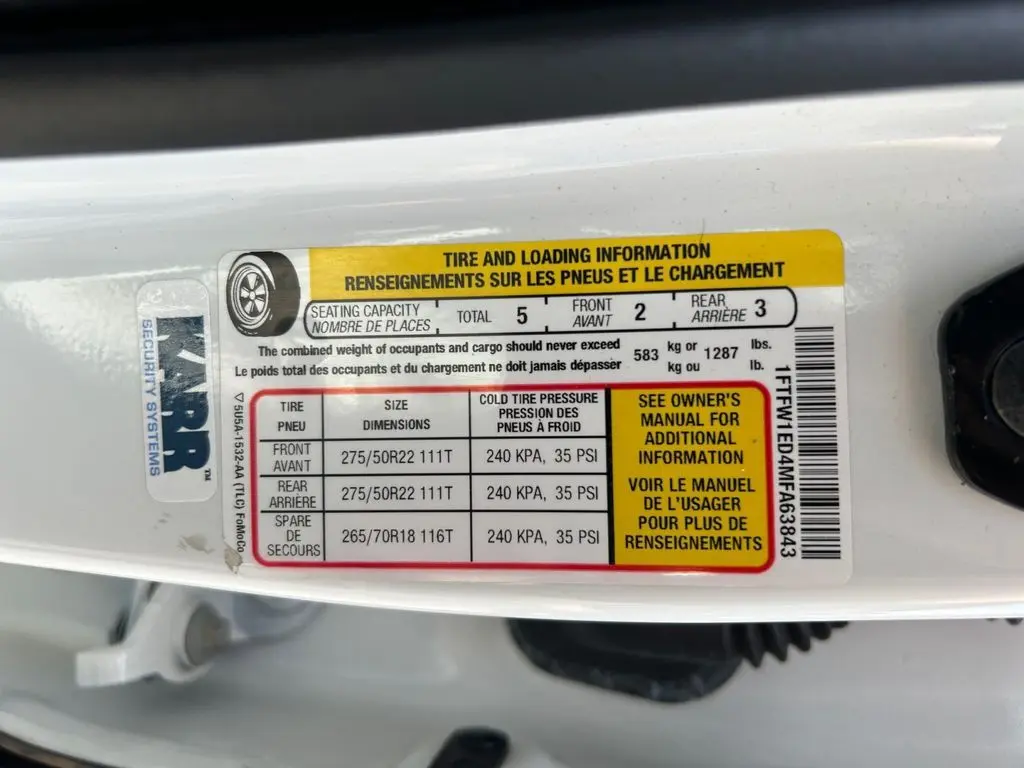 TIRE AND LOADING INFORMATION
RENSEIGNEMENTS SUR LES PNEUS ET LE CHARGEMENT
SEATING CAPACITY
NOMBRE DE PLACES
TOTAL 5
FRONT
AVANT
2
REAR
ARRIÈRE
3
The combined weight of occupants and cargo should never exceed 583 kg or 1287 lbs.
Le poids total des occupants et du chargement ne doit jamais dépasser kg ou lb.
TIRE
PNEU
SIZE
DIMENSIONS
COLD TIRE PRESSURE
PRESSION DES
PNEUS À FROID
FRONT
AVANT
275/50R22 111T
240 KPA, 35 PSI
REAR
ARRIÈRE
275/50R22 111T
240 KPA, 35 PSI
SPARE
DE
SECOURS
265/70R18 116T
240 KPA, 35 PSI
SEE OWNER'S
MANUAL FOR
ADDITIONAL
INFORMATION
VOIR LE MANUEL
DE L'USAGER
POUR PLUS DE
RENSEIGNEMENTS
1FTFW1ED4MFA63843
▽5U5A-1532-AA (TLC) FoMoCo
KARR™
SECURITY SYSTEMS